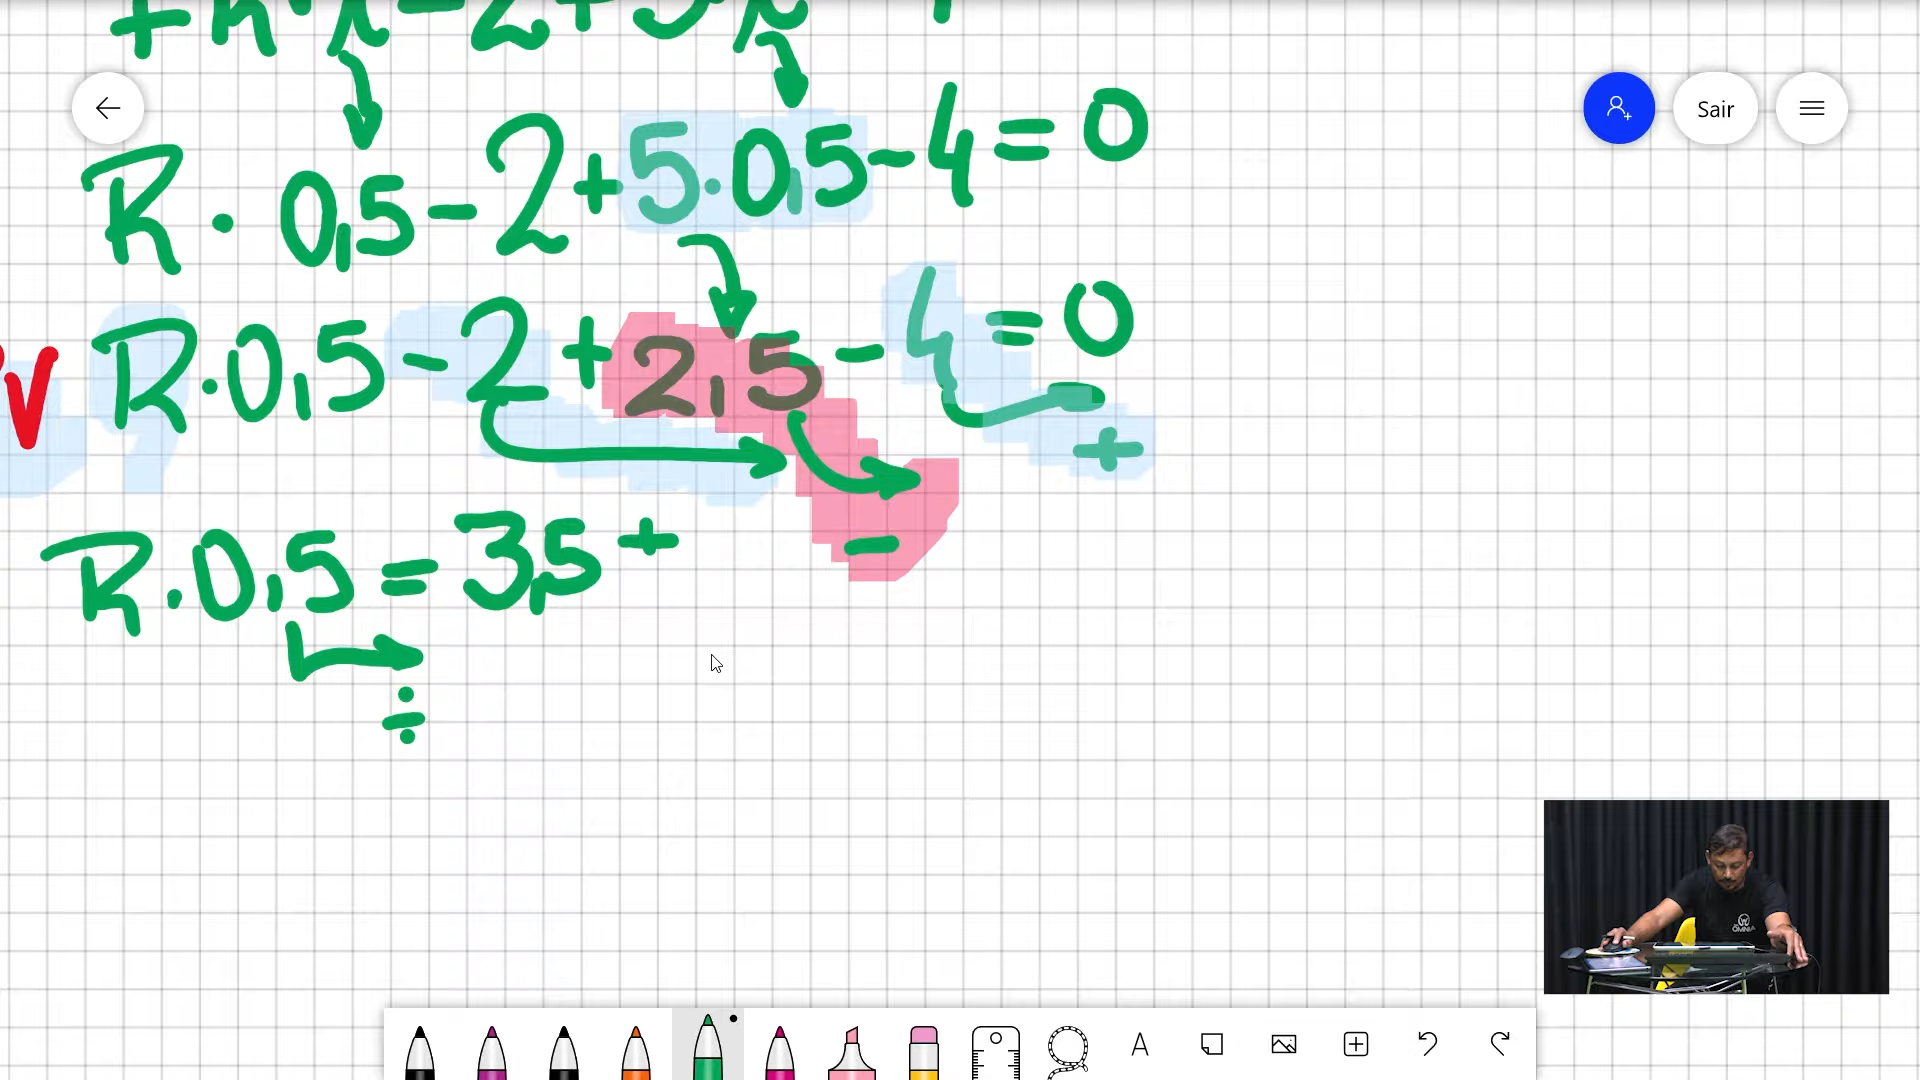 Sair
R · 0,5 - 2 + 5 · 0,5 - 4 = 0
V R · 0,5 - 2 + 2,5 - 4 = 0
+
-
R · 0,5 = 3,5 +
÷
A